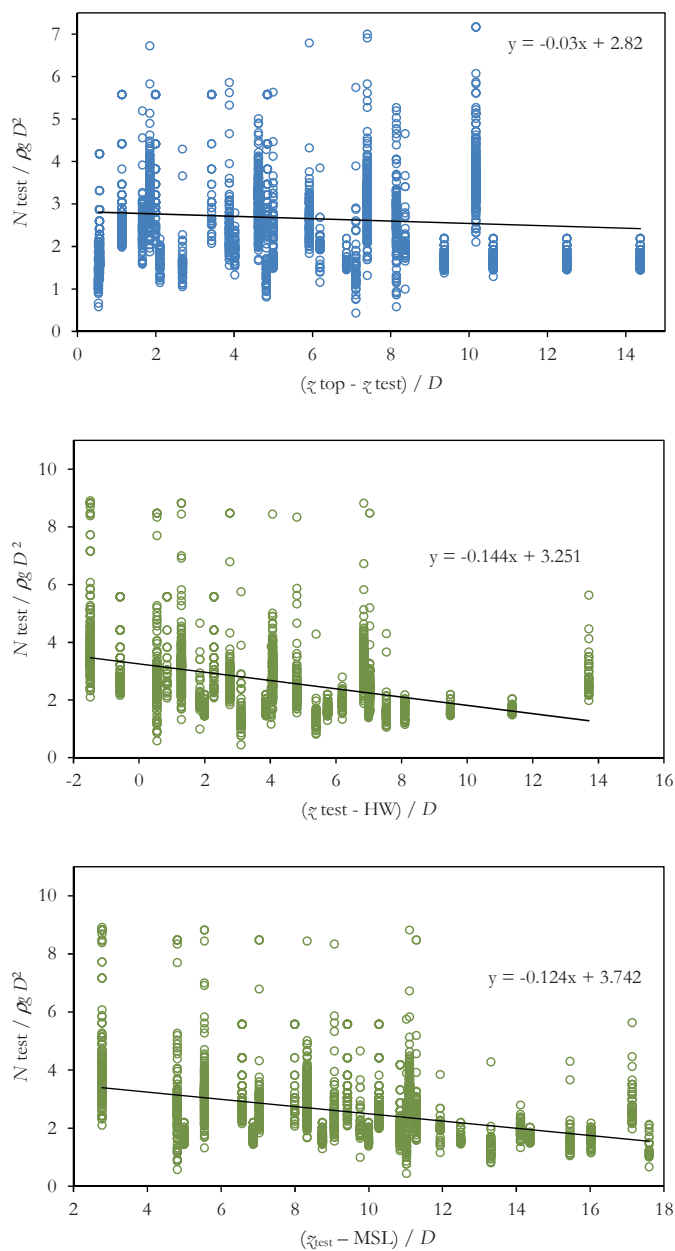 y = -0.03x + 2.82
N test / ρg D²
7
6
5
4
3
2
1
0
0 2 4 6 8 10 12 14
(z top - z test) / D
y = -0.144x + 3.251
N test / ρg D²
10
8
6
4
2
0
-2 0 2 4 6 8 10 12 14 16
(z test - HW) / D
y = -0.124x + 3.742
N test / ρg D²
10
8
6
4
2
0
2 4 6 8 10 12 14 16 18
(z test – MSL) / D